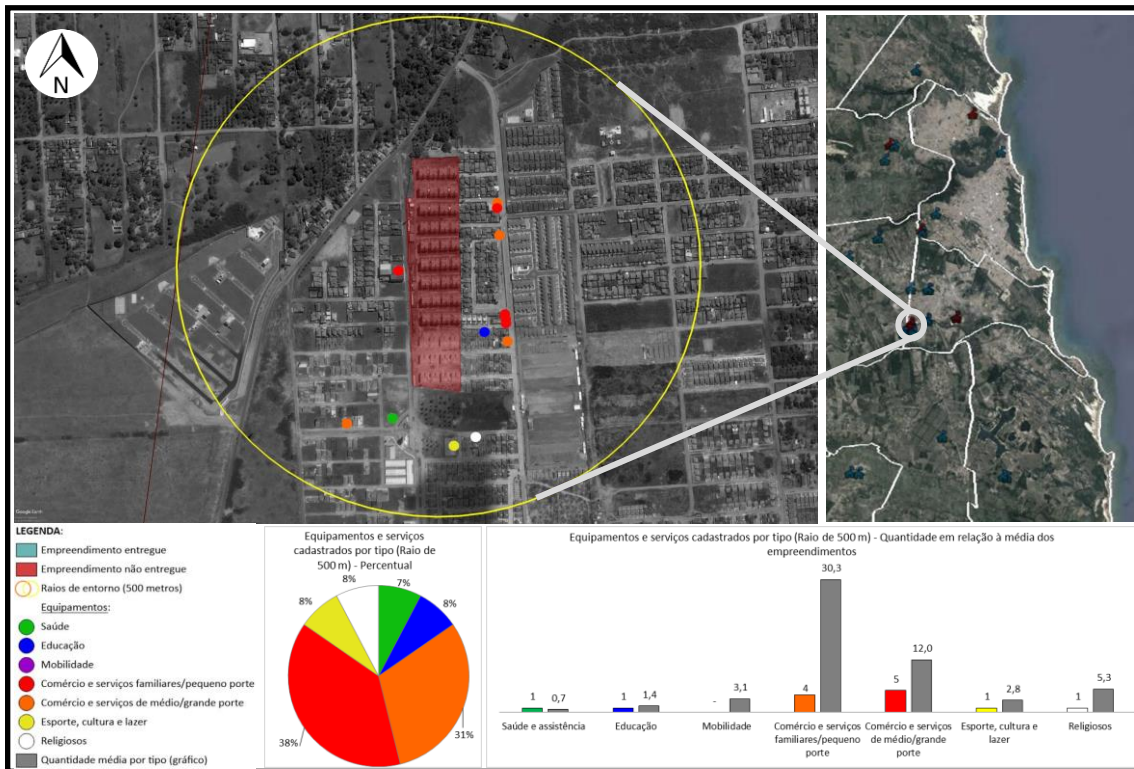 N
Google Earth
LEGENDA:
Empreendimento entregue
Empreendimento não entregue
Raios de entorno (500 metros)
Equipamentos:
Saúde
Educação
Mobilidade
Comércio e serviços familiares/pequeno porte
Comércio e serviços de médio/grande porte
Esporte, cultura e lazer
Religiosos
Quantidade média por tipo (gráfico)
Equipamentos e serviços
cadastrados por tipo (Raio de
500 m) - Percentual
8%
7%
8%
8%
38%
31%
Equipamentos e serviços cadastrados por tipo (Raio de 500 m) - Quantidade em relação à média dos
empreendimentos
1
0,7
1
1,4
-
3,1
4
30,3
5
12,0
1
2,8
1
5,3
Saúde e assistência
Educação
Mobilidade
Comércio e serviços
familiares/pequeno
porte
Comércio e serviços
de médio/grande
porte
Esporte, cultura e
lazer
Religiosos